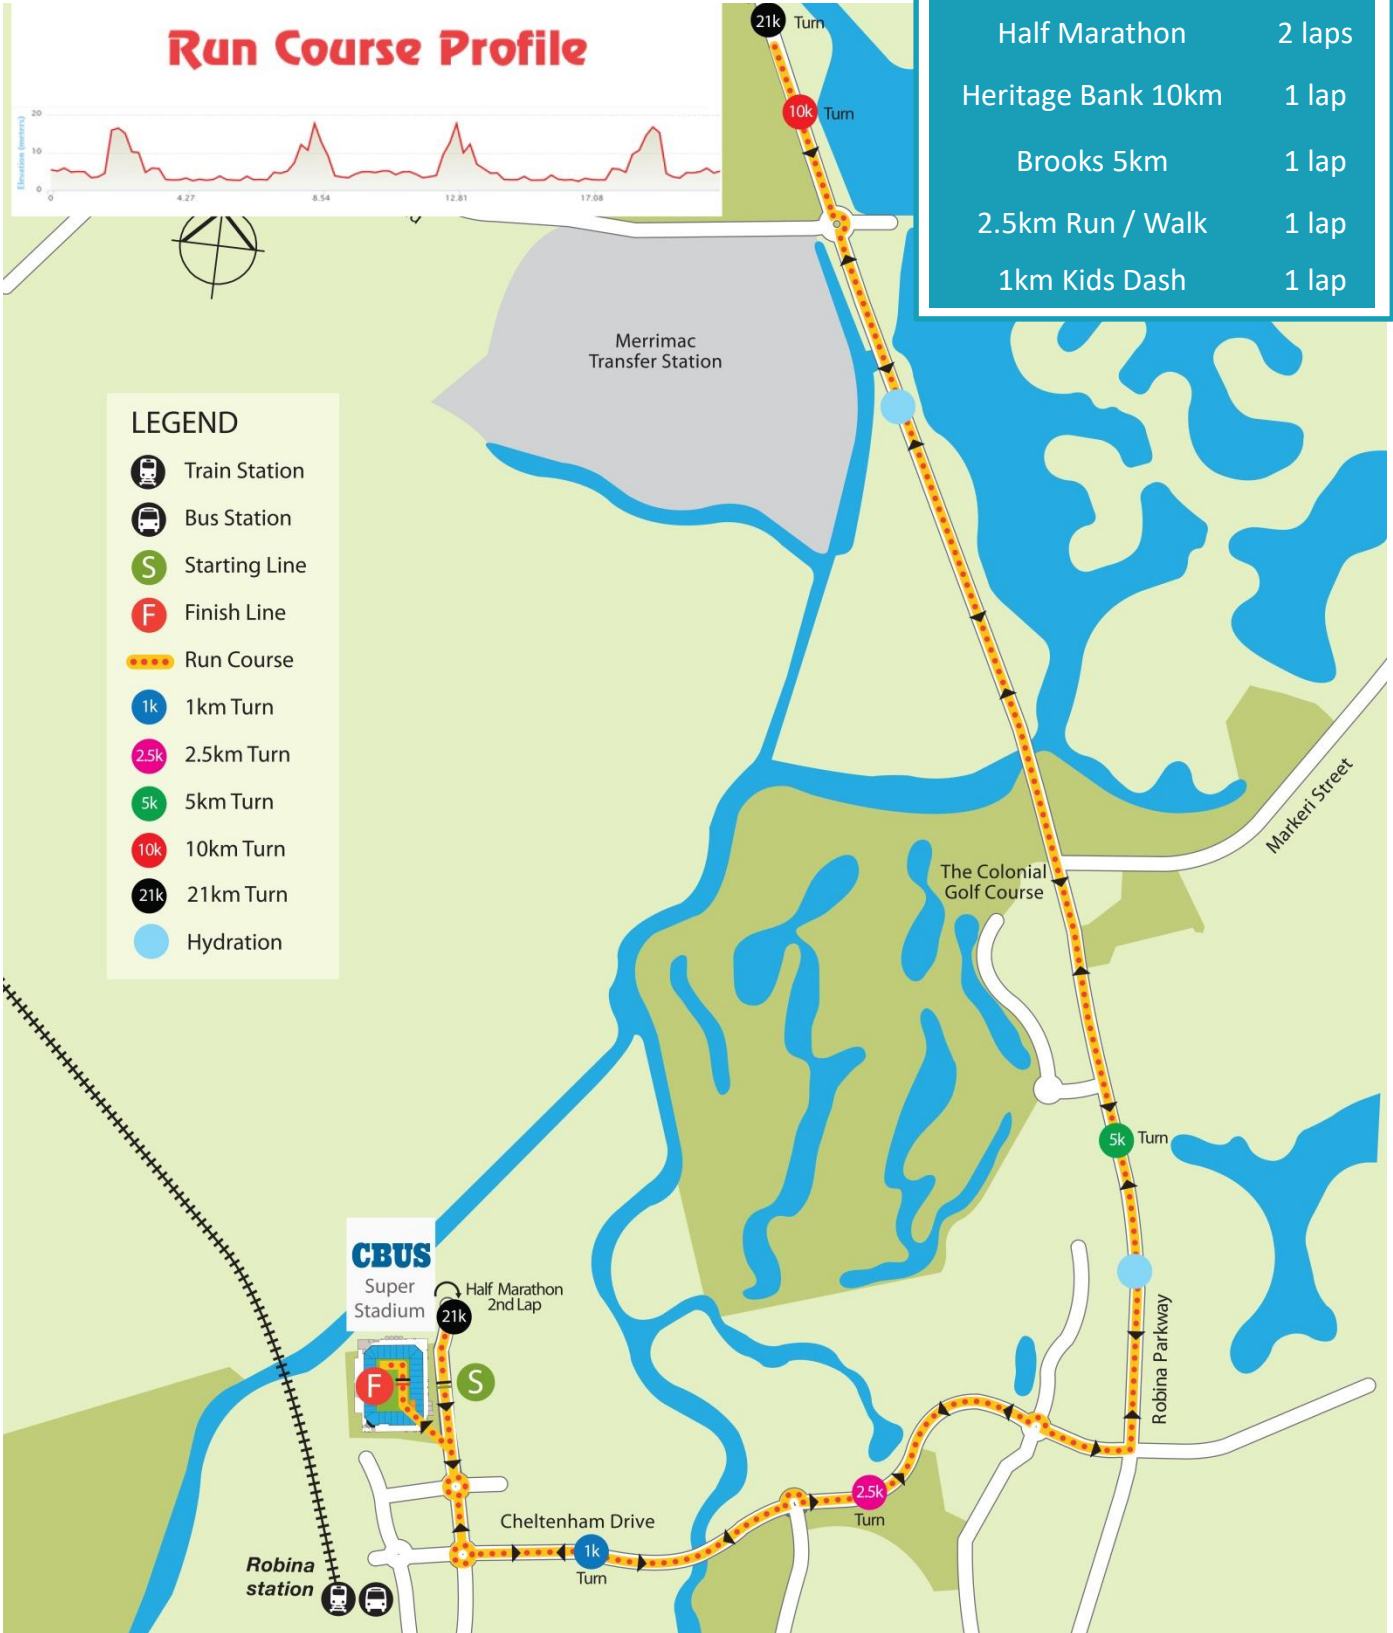 Run Course Profile
Elevation (meters)
20
10
0
0
4.27
8.54
12.81
17.08
21k Turn
10k Turn
Half Marathon 2 laps
Heritage Bank 10km 1 lap
Brooks 5km 1 lap
2.5km Run / Walk 1 lap
1km Kids Dash 1 lap
Merrimac
Transfer Station
LEGEND
Train Station
Bus Station
S Starting Line
F Finish Line
Run Course
1k 1km Turn
2.5k 2.5km Turn
5k 5km Turn
10k 10km Turn
21k 21km Turn
Hydration
Markeri Street
The Colonial
Golf Course
5k Turn
CBUS
Super
Stadium
Half Marathon
2nd Lap
21k
F
S
Robina Parkway
2.5k
Turn
Cheltenham Drive
1k
Turn
Robina
station